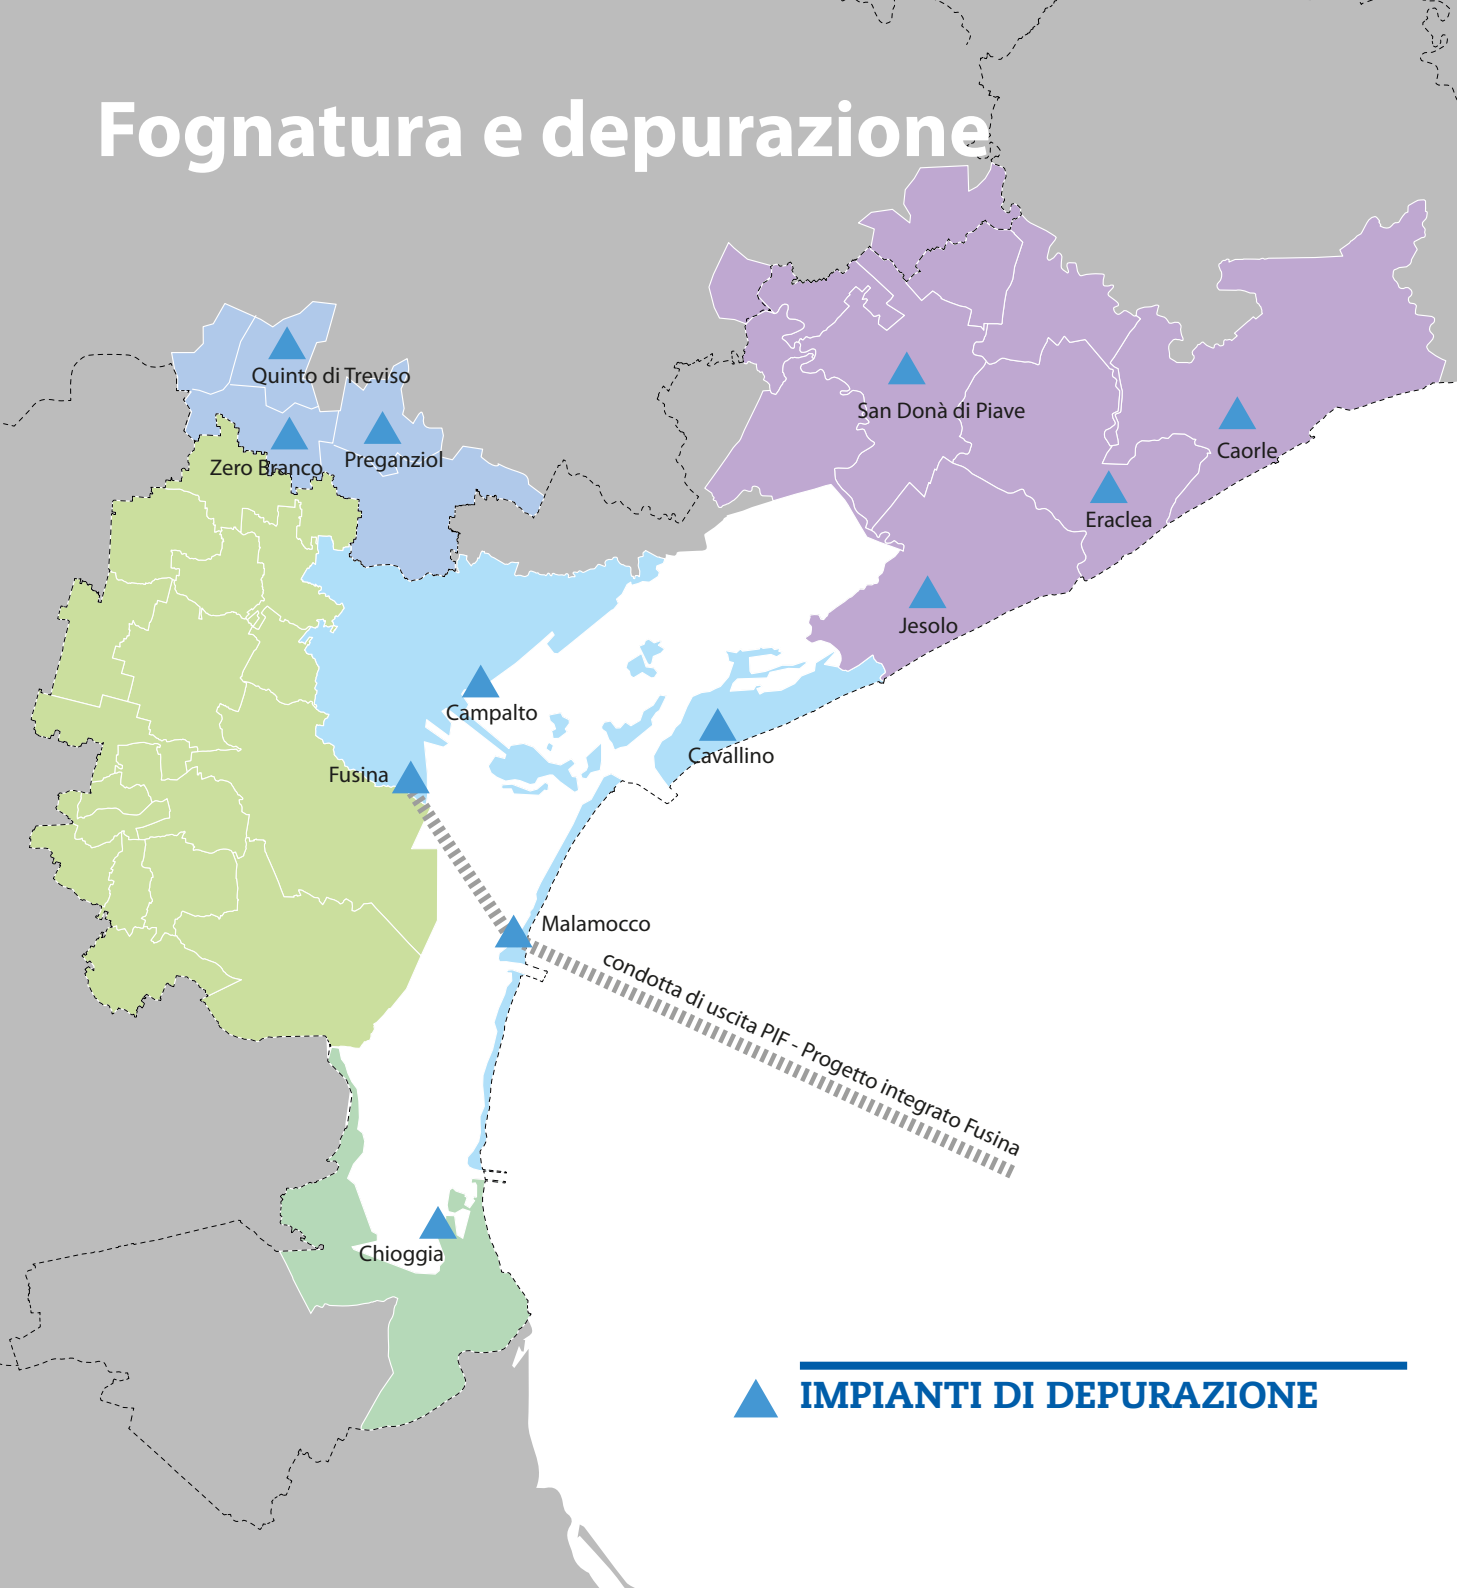 Fognatura e depurazione
Quinto di Treviso
San Donà di Piave
Caorle
Zero Branco
Preganziol
Eraclea
Jesolo
Campalto
Cavallino
Fusina
Malamocco
condotta di uscita PIF - Progetto integrato Fusina
Chioggia
IMPIANTI DI DEPURAZIONE